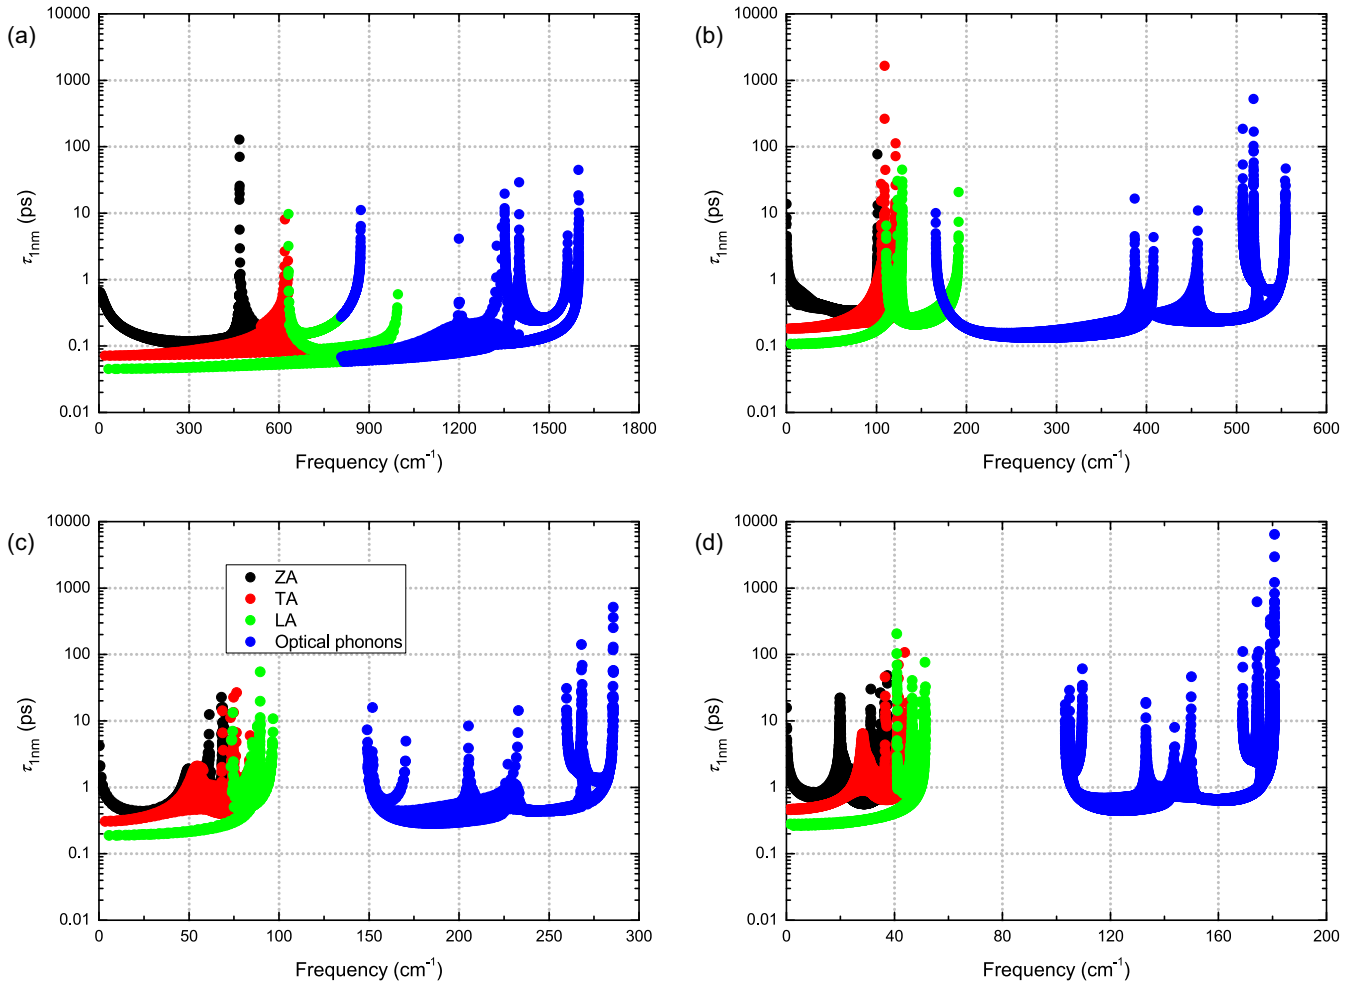 (a)
10000
1000
100
10
1
0.1
0.01
τ1nm (ps)
0 300 600 900 1200 1500 1800
Frequency (cm-1)
(b)
10000
1000
100
10
1
0.1
0.01
τ1nm (ps)
0 100 200 300 400 500 600
Frequency (cm-1)
(c)
10000
1000
100
10
1
0.1
0.01
τ1nm (ps)
ZA
TA
LA
Optical phonons
0 50 100 150 200 250 300
Frequency (cm-1)
(d)
10000
1000
100
10
1
0.1
0.01
τ1nm (ps)
0 40 80 120 160 200
Frequency (cm-1)